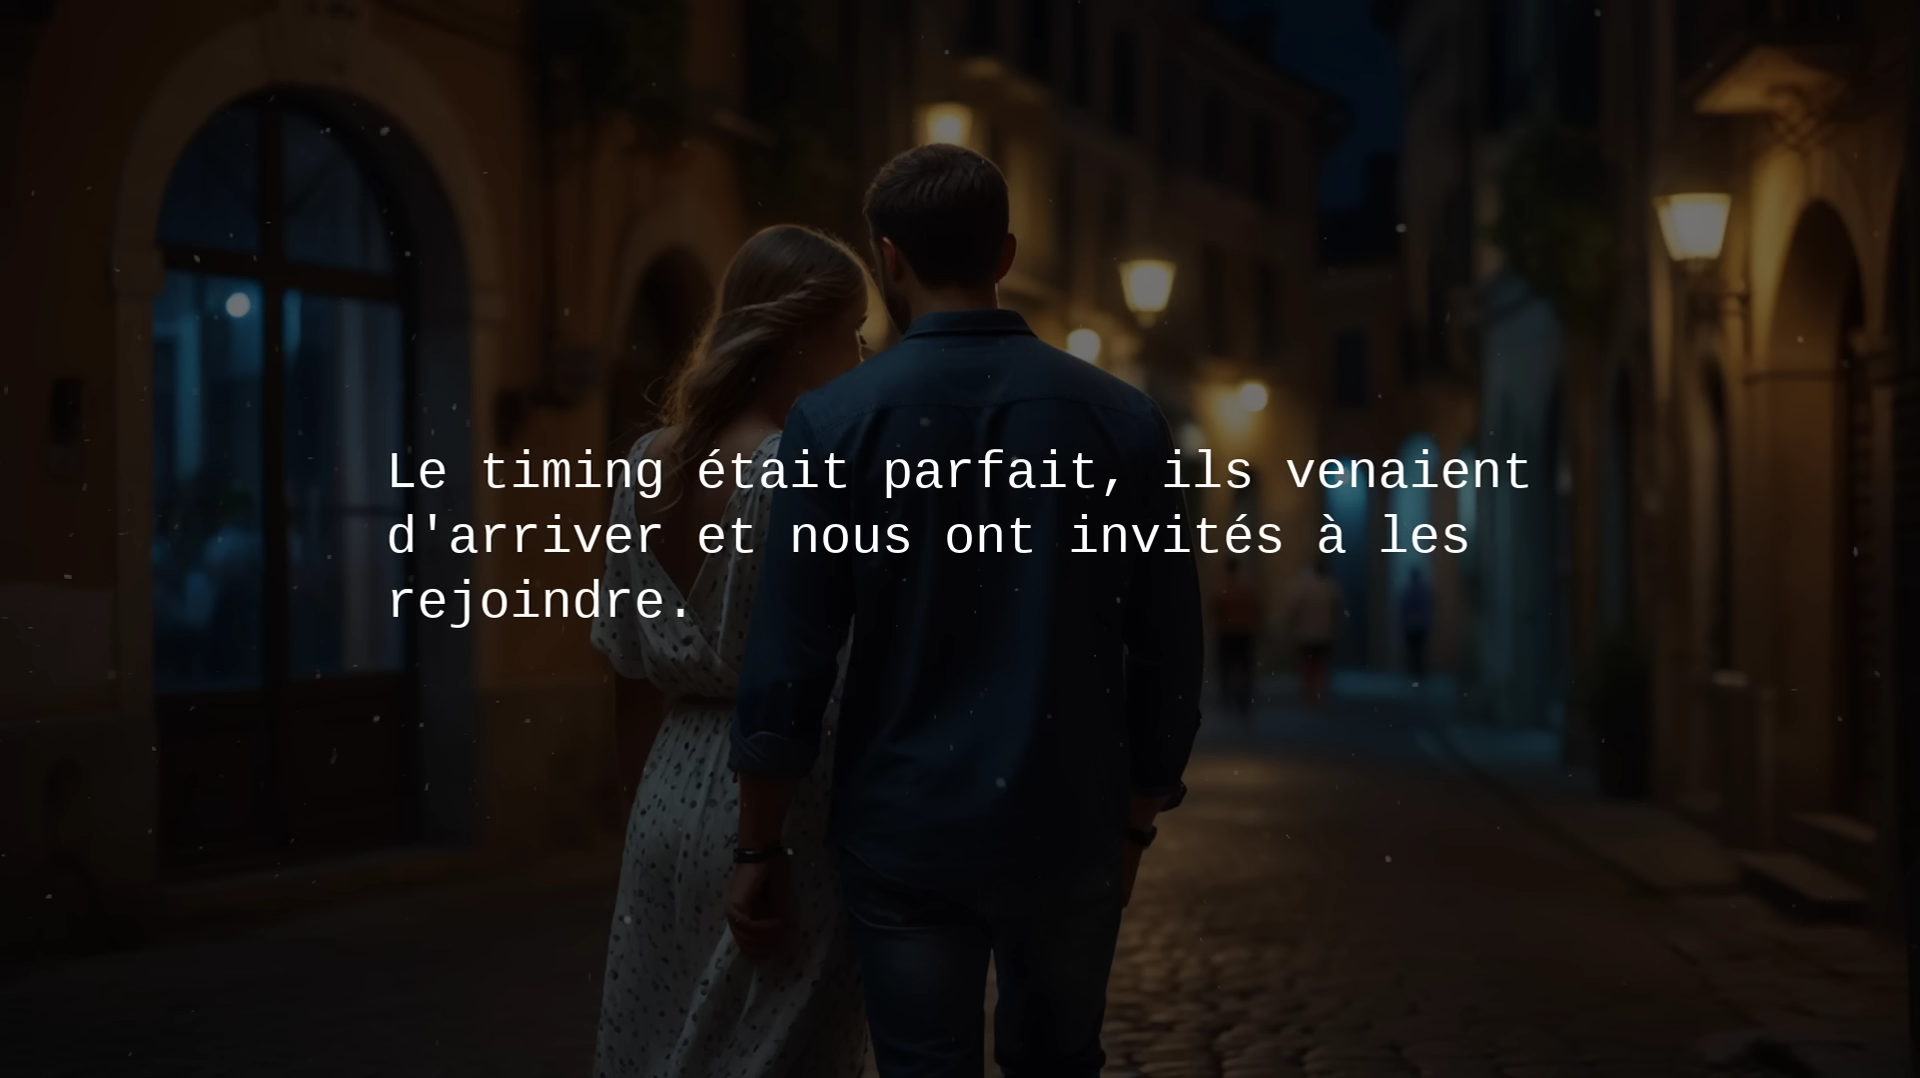 Le timing était parfait, ils venaient
d'arriver et nous ont invités à les
rejoindre.